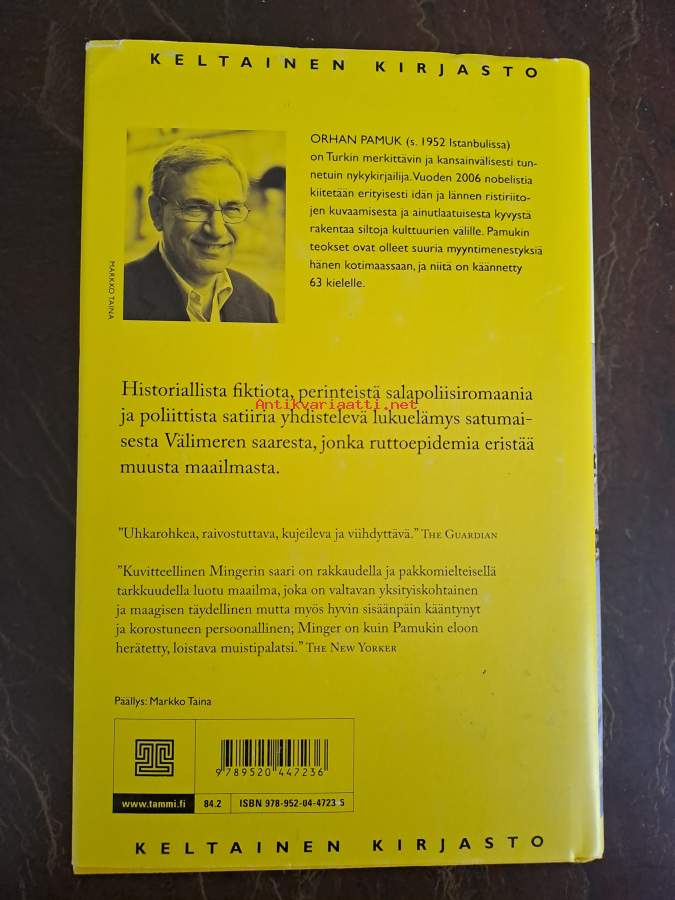 KELTAINEN KIRJASTO
ORHAN PAMUK (s. 1952 Istanbulissa)
on Turkin merkittävin ja kansainvälisesti tun-
netuin nykykirjailija. Vuoden 2006 nobelistia
kiitetään erityisesti idän ja lännen ristiriito-
jen kuvaamisesta ja ainutlaatuisesta kyvystä
rakentaa siltoja kulttuurien välille. Pamukin
teokset ovat olleet suuria myyntimenestyksiä
hänen kotimaassaan, ja niitä on käännetty
63 kielelle.
MARKKO TAINA
Historiallista fiktiota, perinteistä salapoliisiromaania
Antikvariaatti.net
ja poliittista satiiria yhdistelevä lukuelämys satumai-
sesta Välimeren saaresta, jonka ruttoepidemia eristää
muusta maailmasta.
"Uhkarohkea, raivostuttava, kujeileva ja viihdyttävä." THE GUARDIAN
"Kuvitteellinen Mingerin saari on rakkaudella ja pakkomielteisellä
tarkkuudella luotu maailma, joka on valtavan yksityiskohtainen
ja maagisen täydellinen mutta myös hyvin sisäänpäin kääntynyt
ja korostuneen persoonallinen; Minger on kuin Pamukin eloon
herätetty, loistava muistipalatsi." THE NEW YORKER
Päällys: Markko Taina
9 789520 447236
www.tammi.fi 84.2 ISBN 978-952-04-4723-5
KELTAINEN KIRJASTO